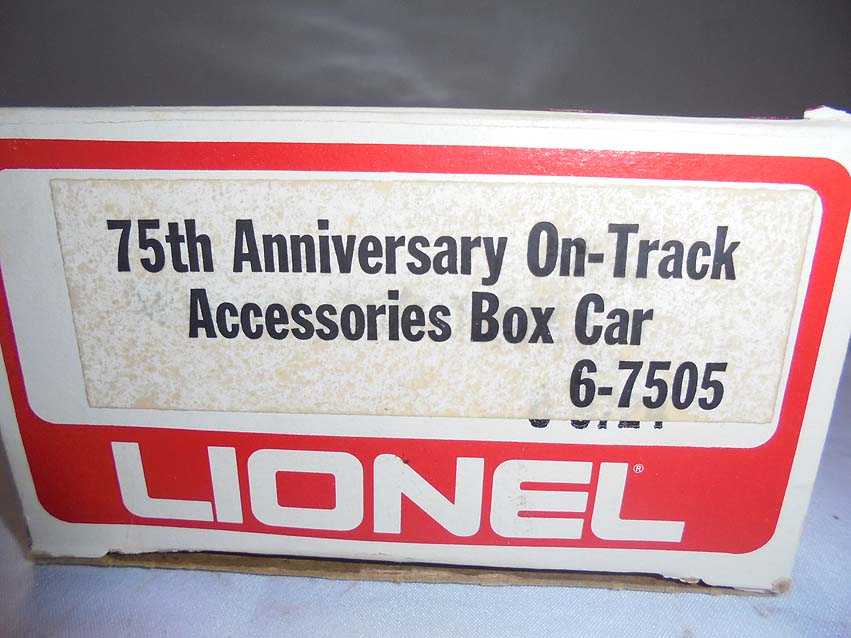 75th Anniversary On-Track
Accessories Box Car
6-7505
LIONEL®